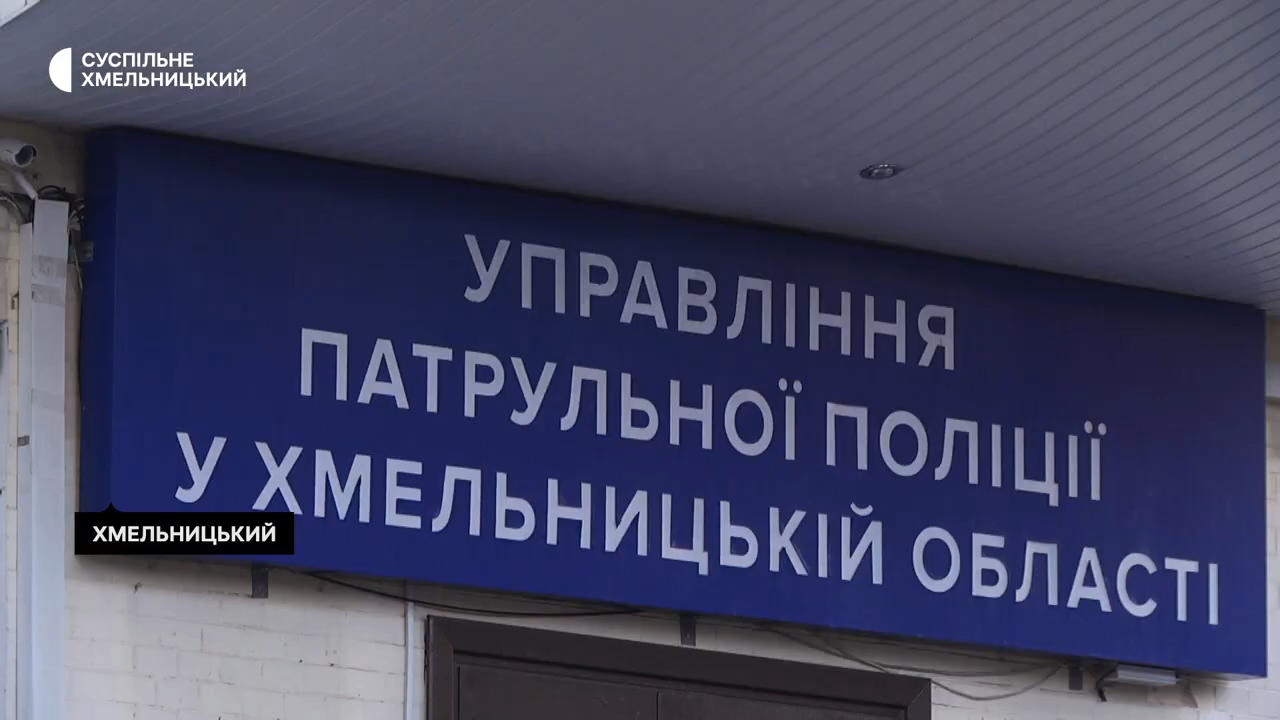 СУСПІЛЬНЕ
ХМЕЛЬНИЦЬКИЙ
УПРАВЛІННЯ
ПАТРУЛЬНОЇ ПОЛІЦІЇ
У ХМЕЛЬНИЦЬКІЙ ОБЛАСТІ
ХМЕЛЬНИЦЬКИЙ